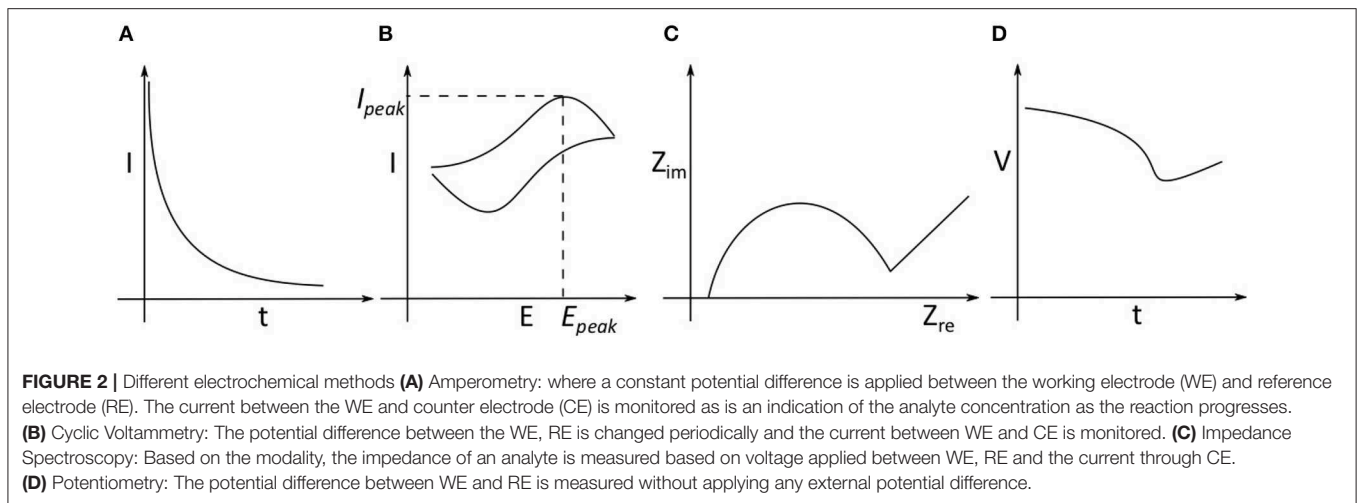 A
B
C
D
I
t
I_peak
I
E
E_peak
Z_im
Z_re
V
t
FIGURE 2 | Different electrochemical methods (A) Amperometry: where a constant potential difference is applied between the working electrode (WE) and reference
electrode (RE). The current between the WE and counter electrode (CE) is monitored as is an indication of the analyte concentration as the reaction progresses.
(B) Cyclic Voltammetry: The potential difference between the WE, RE is changed periodically and the current between WE and CE is monitored. (C) Impedance
Spectroscopy: Based on the modality, the impedance of an analyte is measured based on voltage applied between WE, RE and the current through CE.
(D) Potentiometry: The potential difference between WE and RE is measured without applying any external potential difference.